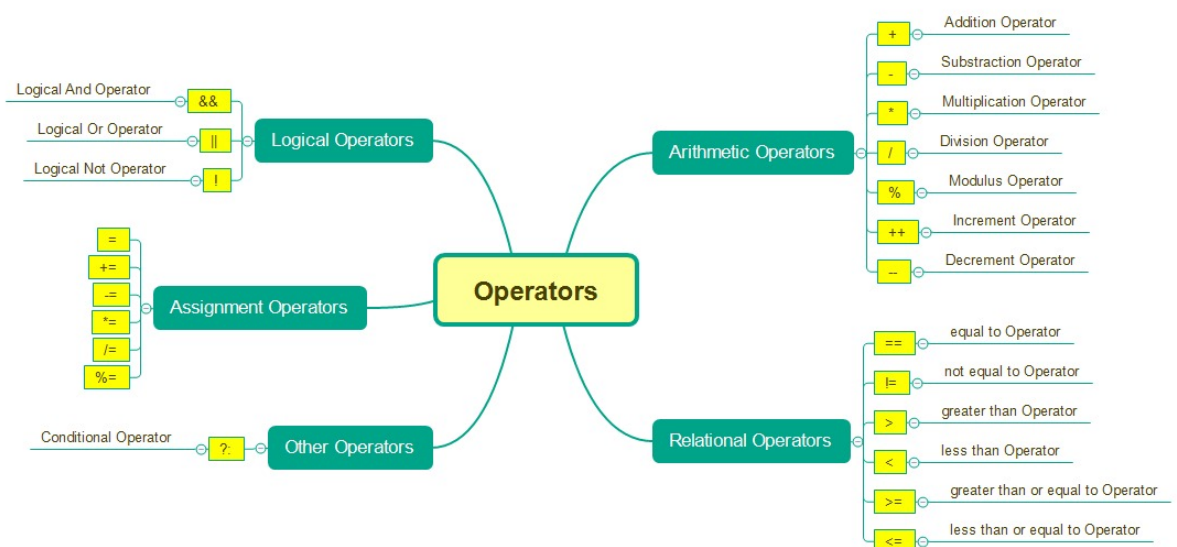 Operators
Logical Operators
&&
Logical And Operator
||
Logical Or Operator
!
Logical Not Operator
Assignment Operators
=
+=
-=
*=
/=
%=
Other Operators
?:
Conditional Operator
Arithmetic Operators
+
Addition Operator
-
Substraction Operator
*
Multiplication Operator
/
Division Operator
%
Modulus Operator
++
Increment Operator
--
Decrement Operator
Relational Operators
==
equal to Operator
!=
not equal to Operator
>
greater than Operator
<
less than Operator
>=
greater than or equal to Operator
<=
less than or equal to Operator